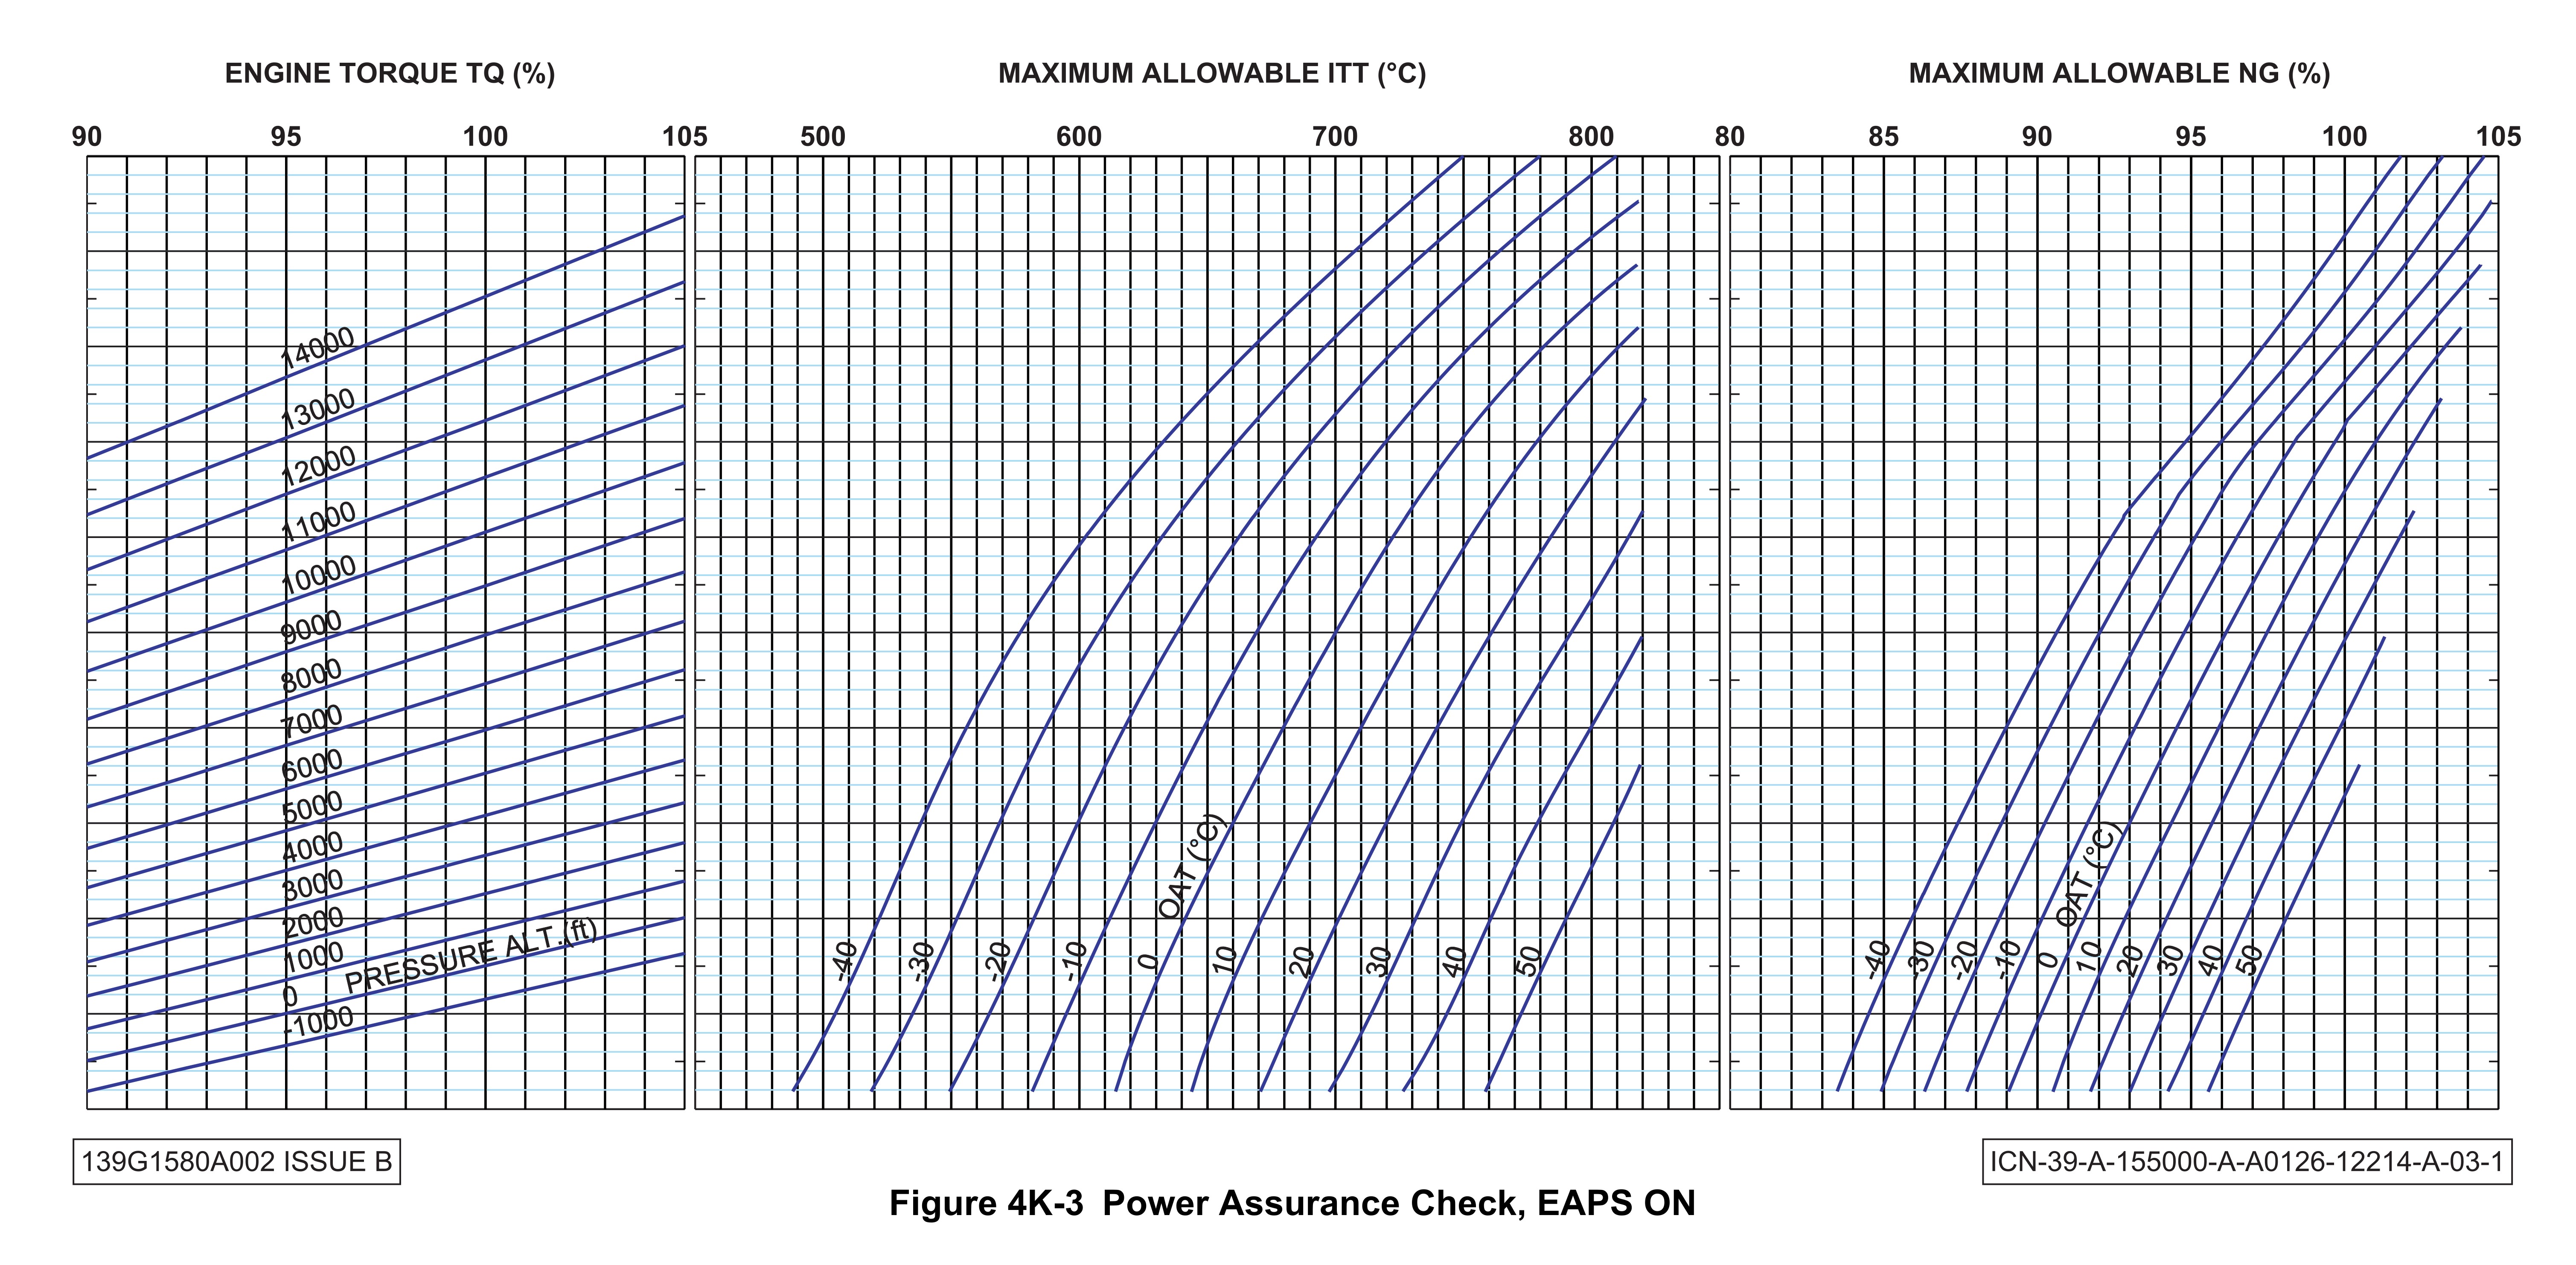 ENGINE TORQUE TQ (%)
MAXIMUM ALLOWABLE ITT (°C)
MAXIMUM ALLOWABLE NG (%)
90 95 100 105
500 600 700 800
80 85 90 95 100 105
14000
13000
12000
11000
10000
9000
8000
7000
6000
5000
4000
3000
2000
1000
0
-1000
PRESSURE ALT.(ft)
OAT (°C)
-40 -30 -20 -10 0 10 20 30 40 50
OAT (°C)
-40 -30 -20 -10 0 10 20 30 40 50
139G1580A002 ISSUE B
ICN-39-A-155000-A-A0126-12214-A-03-1
Figure 4K-3 Power Assurance Check, EAPS ON